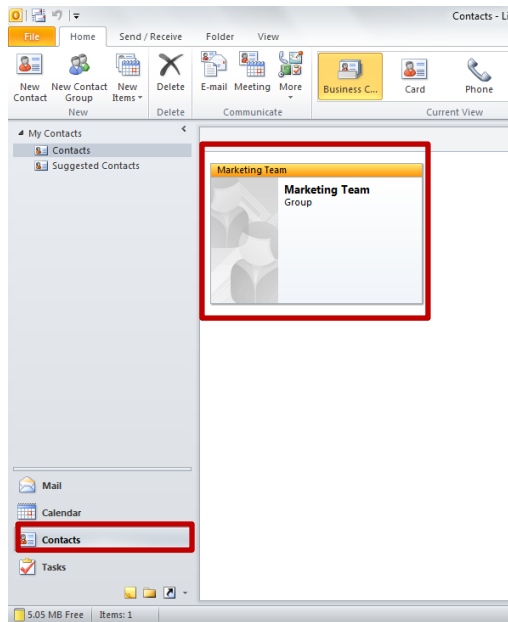 Contacts - Li
File Home Send / Receive Folder View
New Contact
New Contact Group
New Items
Delete
E-mail
Meeting
More
Business C...
Card
Phone
New
Delete
Communicate
Current View
My Contacts
Contacts
Suggested Contacts
Marketing Team
Marketing Team
Group
Mail
Calendar
Contacts
Tasks
5.05 MB Free Items: 1